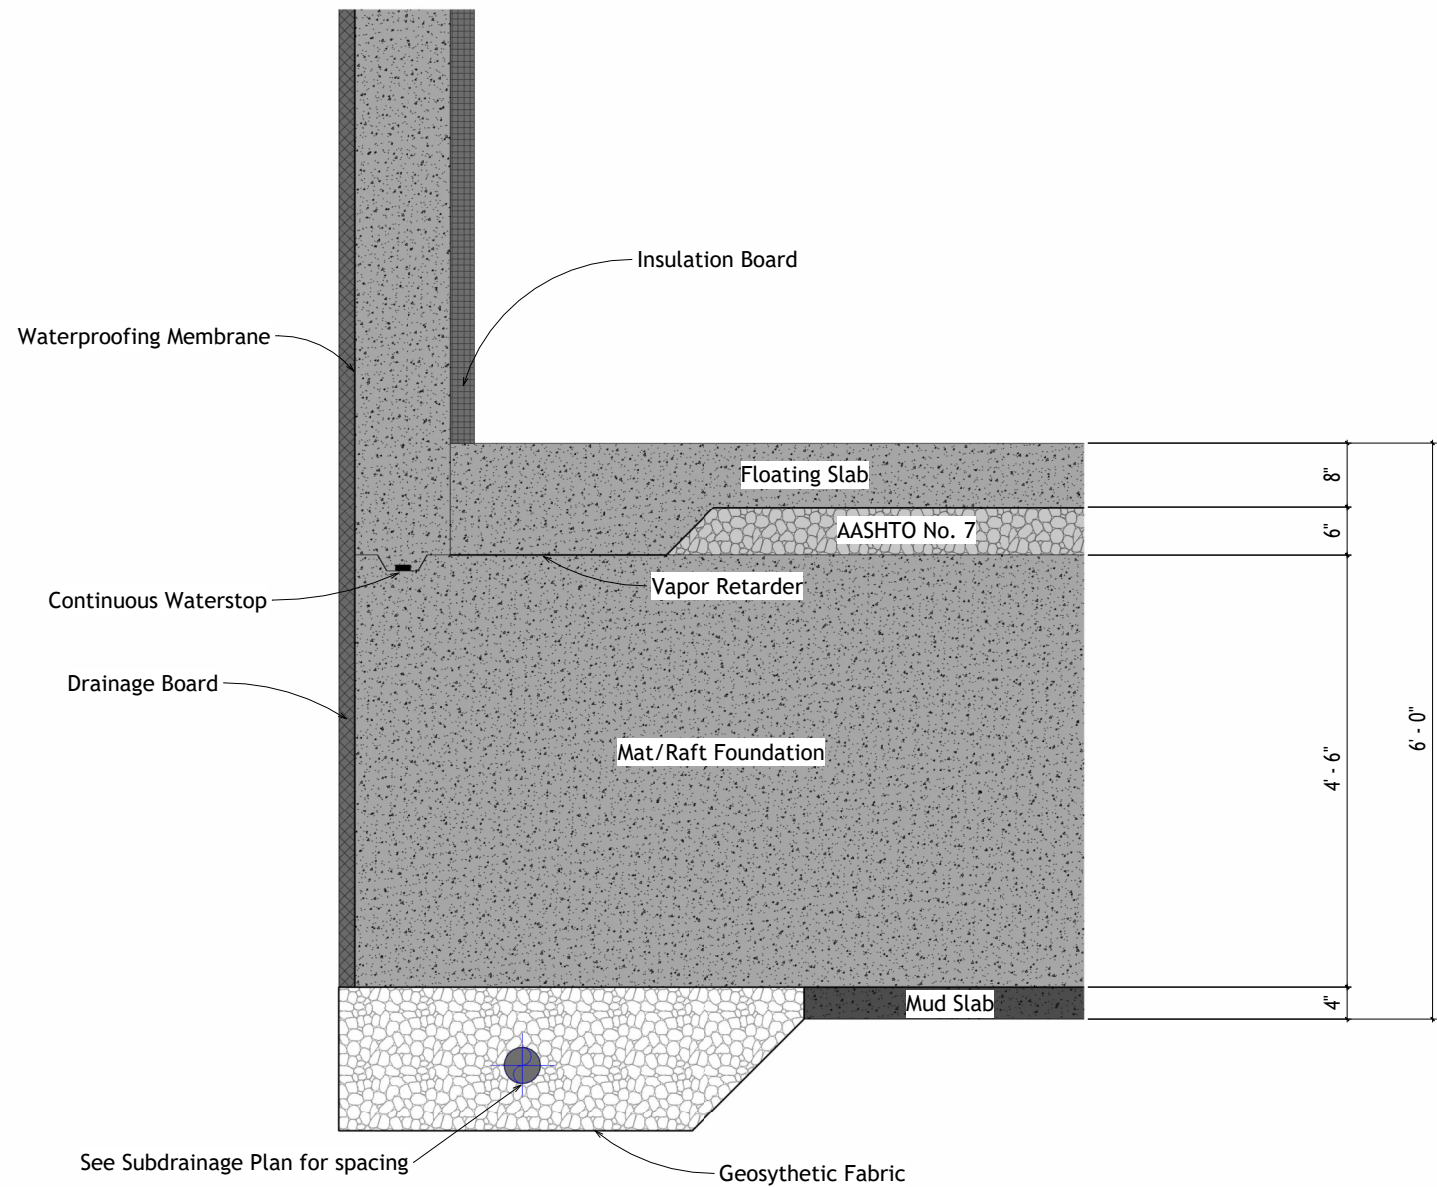 Insulation Board
Waterproofing Membrane
Floating Slab
8"
AASHTO No. 7
6"
Vapor Retarder
Continuous Waterstop
Drainage Board
Mat/Raft Foundation
4' - 6"
6' - 0"
Mud Slab
4"
See Subdrainage Plan for spacing
Geosythetic Fabric